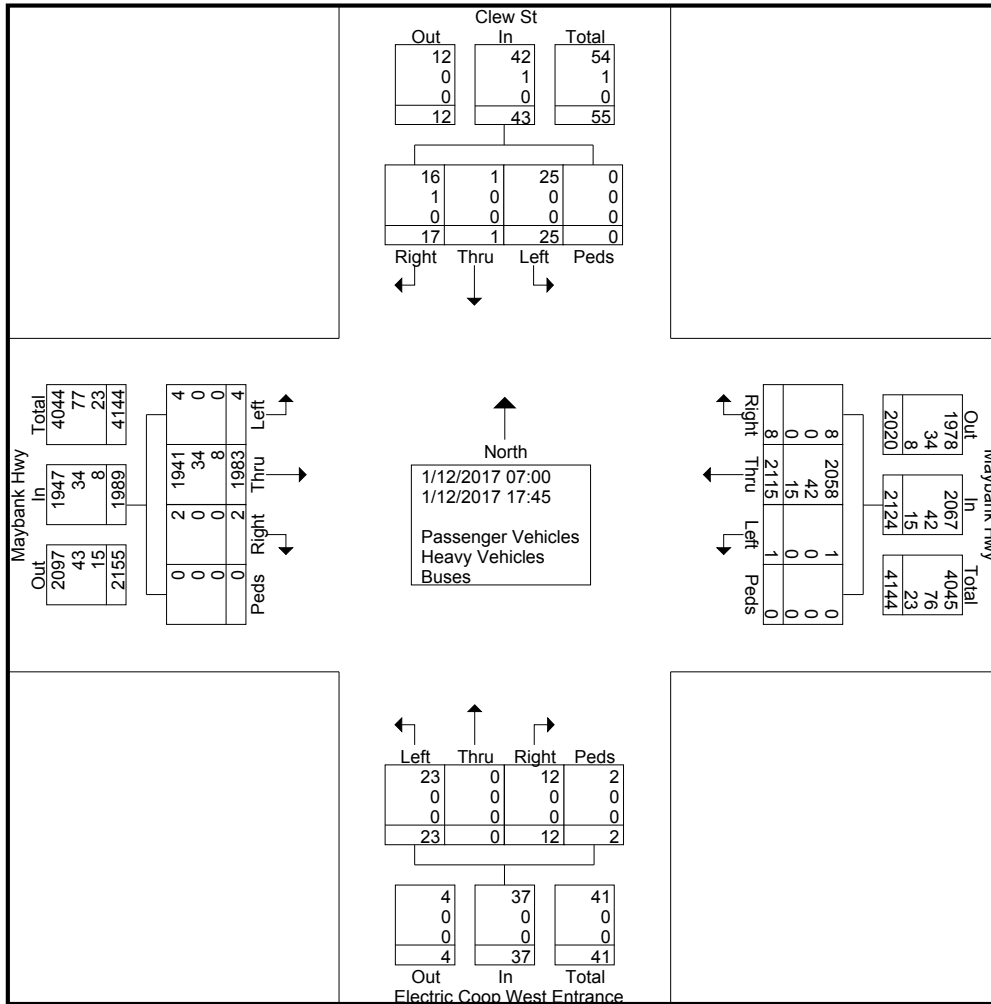 Clew St
Out In Total
12 42 54
0 1 1
0 0 0
12 43 55
16 1 25 0
1 0 0 0
0 0 0 0
17 1 25 0
Right Thru Left Peds
Maybank Hwy
Total In Out
4044 1947 2097
77 34 43
23 8 15
4144 1989 2155
4 1941 2 0
0 34 0 0
0 8 0 0
4 1983 2 0
Left Thru Right Peds
North
1/12/2017 07:00
1/12/2017 17:45
Passenger Vehicles
Heavy Vehicles
Buses
Right Thru Left Peds
8 2058 1 0
0 42 0 0
0 15 0 0
8 2115 1 0
Out In Total
1978 2067 4045
34 42 76
8 15 23
2020 2124 4144
Maybank Hwy
Left Thru Right Peds
23 0 12 2
0 0 0 0
0 0 0 0
23 0 12 2
4 37 41
0 0 0
0 0 0
4 37 41
Out In Total
Electric Coop West Entrance